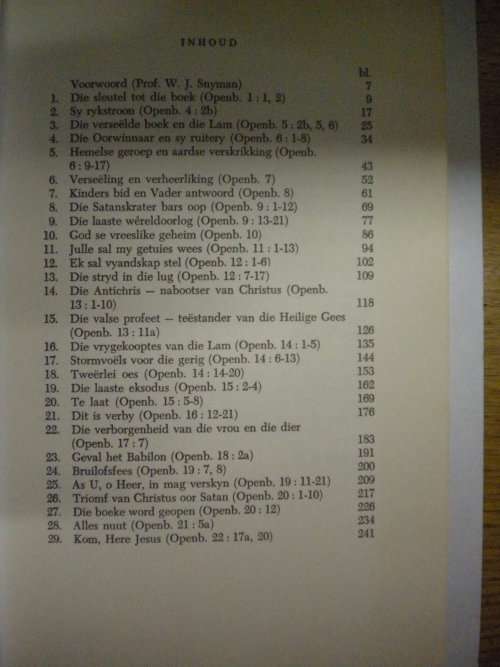 INHOUD
bl.
Voorwoord (Prof. W. J. Snyman) 7
1. Die sleutel tot die boek (Openb. 1 : 1, 2) 9
2. Sy rykstroon (Openb. 4 : 2b) 17
3. Die verseëlde boek en die Lam (Openb. 5 : 2b, 5, 6) 25
4. Die Oorwinnaar en sy ruitery (Openb. 6 : 1-8) 34
5. Hemelse geroep en aardse verskrikking (Openb.
6 : 9-17) 43
6. Verseëling en verheerliking (Openb. 7) 52
7. Kinders bid en Vader antwoord (Openb. 8) 61
8. Die Satanskrater bars oop (Openb. 9 : 1-12) 69
9. Die laaste wêreldoorlog (Openb. 9 : 13-21) 77
10. God se vreeslike geheim (Openb. 10) 86
11. Julle sal my getuies wees (Openb. 11 : 1-13) 94
12. Ek sal vyandskap stel (Openb. 12 : 1-6) 102
13. Die stryd in die lug (Openb. 12 : 7-17) 109
14. Die Antichris — nabootser van Christus (Openb.
13 : 1-10) 118
15. Die valse profeet — teëstander van die Heilige Gees
(Openb. 13 : 11a) 126
16. Die vrygekooptes van die Lam (Openb. 14 : 1-5) 135
17. Stormvoëls voor die gerig (Openb. 14 : 6-13) 144
18. Tweërlei oes (Openb. 14 : 14-20) 153
19. Die laaste eksodus (Openb. 15 : 2-4) 162
20. Te laat (Openb. 15 : 5-8) 169
21. Dit is verby (Openb. 16 : 12-21) 176
22. Die verborgenheid van die vrou en die dier
(Openb. 17 : 7) 183
23. Geval het Babilon (Openb. 18 : 2a) 191
24. Bruilofsfees (Openb. 19 : 7, 8) 200
25. As U, o Heer, in mag verskyn (Openb. 19 : 11-21) 209
26. Triomf van Christus oor Satan (Openb. 20 : 1-10) 217
27. Die boeke word geopen (Openb. 20 : 12) 226
28. Alles nuut (Openb. 21 : 5a) 234
29. Kom, Here Jesus (Openb. 22 : 17a, 20) 241